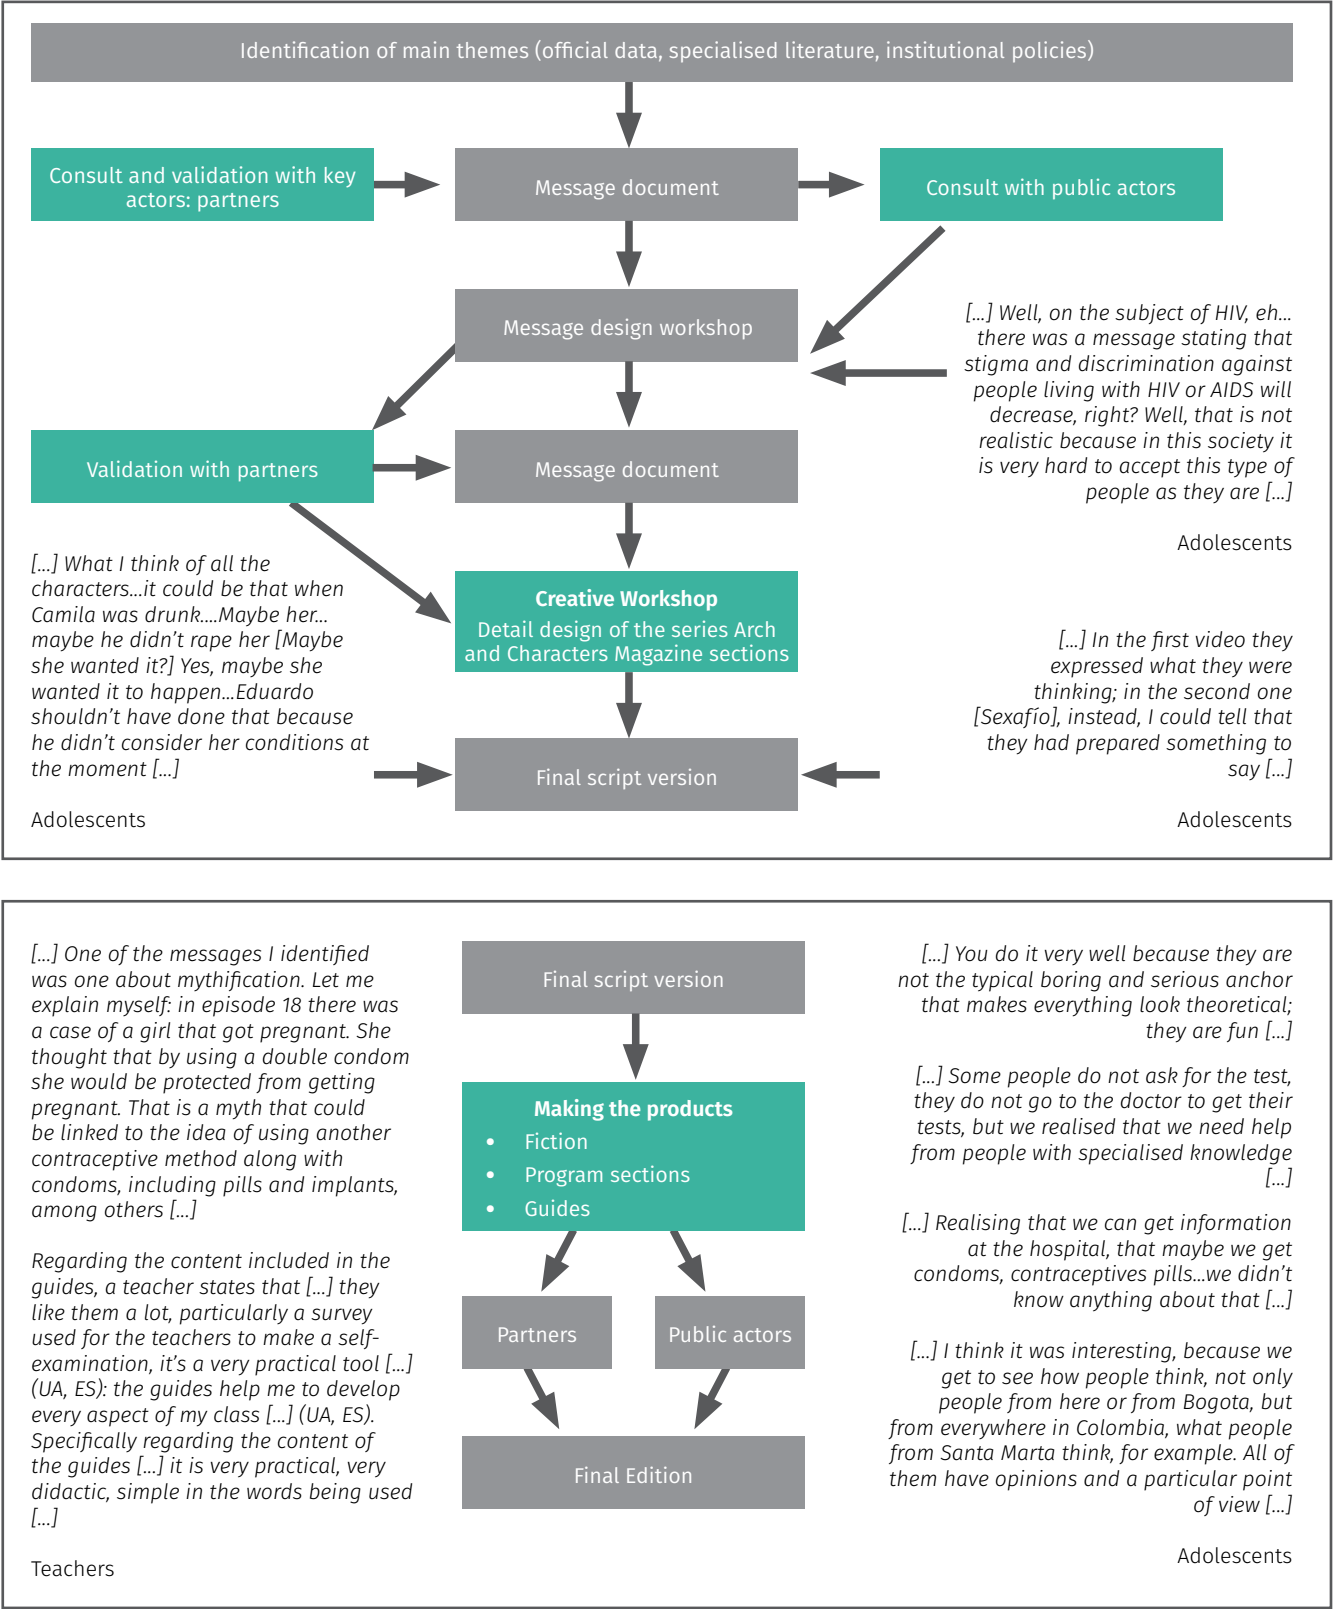 Identification of main themes (official data, specialised literature, institutional policies)
Consult and validation with key
actors: partners
Message document
Consult with public actors
Message design workshop
[...] Well, on the subject of HIV, eh...
there was a message stating that
stigma and discrimination against
people living with HIV or AIDS will
decrease, right? Well, that is not
realistic because in this society it
is very hard to accept this type of
people as they are [...]
Adolescents
Validation with partners
Message document
[...] What I think of all the
characters...it could be that when
Camila was drunk....Maybe her...
maybe he didn't rape her [Maybe
she wanted it?] Yes, maybe she
wanted it to happen...Eduardo
shouldn't have done that because
he didn't consider her conditions at
the moment [...]
Adolescents
Creative Workshop
Detail design of the series Arch
and Characters Magazine sections
[...] In the first video they
expressed what they were
thinking; in the second one
[Sexafío], instead, I could tell that
they had prepared something to
say [...]
Adolescents
Final script version
[...] One of the messages I identified
was one about mythification. Let me
explain myself: in episode 18 there was
a case of a girl that got pregnant. She
thought that by using a double condom
she would be protected from getting
pregnant. That is a myth that could
be linked to the idea of using another
contraceptive method along with
condoms, including pills and implants,
among others [...]
Regarding the content included in the
guides, a teacher states that [...] they
like them a lot, particularly a survey
used for the teachers to make a self-
examination, it's a very practical tool [...]
(UA, ES): the guides help me to develop
every aspect of my class [...] (UA, ES).
Specifically regarding the content of
the guides [...] it is very practical, very
didactic, simple in the words being used
[...]
Teachers
Final script version
Making the products
• Fiction
• Program sections
• Guides
Partners
Public actors
Final Edition
[...] You do it very well because they are
not the typical boring and serious anchor
that makes everything look theoretical;
they are fun [...]
[...] Some people do not ask for the test,
they do not go to the doctor to get their
tests, but we realised that we need help
from people with specialised knowledge
[...]
[...] Realising that we can get information
at the hospital, that maybe we get
condoms, contraceptives pills...we didn't
know anything about that [...]
[...] I think it was interesting, because we
get to see how people think, not only
people from here or from Bogota, but
from everywhere in Colombia, what people
from Santa Marta think, for example. All of
them have opinions and a particular point
of view [...]
Adolescents